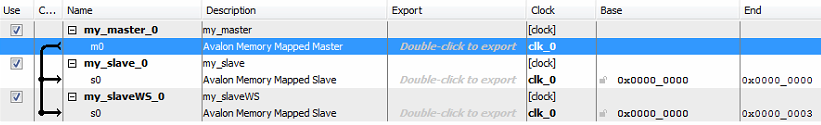 Use C... Name Description Export Clock Base End
my_master_0 my_master [clock]
m0 Avalon Memory Mapped Master Double-click to export clk_0
my_slave_0 my_slave [clock]
s0 Avalon Memory Mapped Slave Double-click to export clk_0 0x0000_0000 0x0000_0000
my_slaveWS_0 my_slaveWS [clock]
s0 Avalon Memory Mapped Slave Double-click to export clk_0 0x0000_0000 0x0000_0003